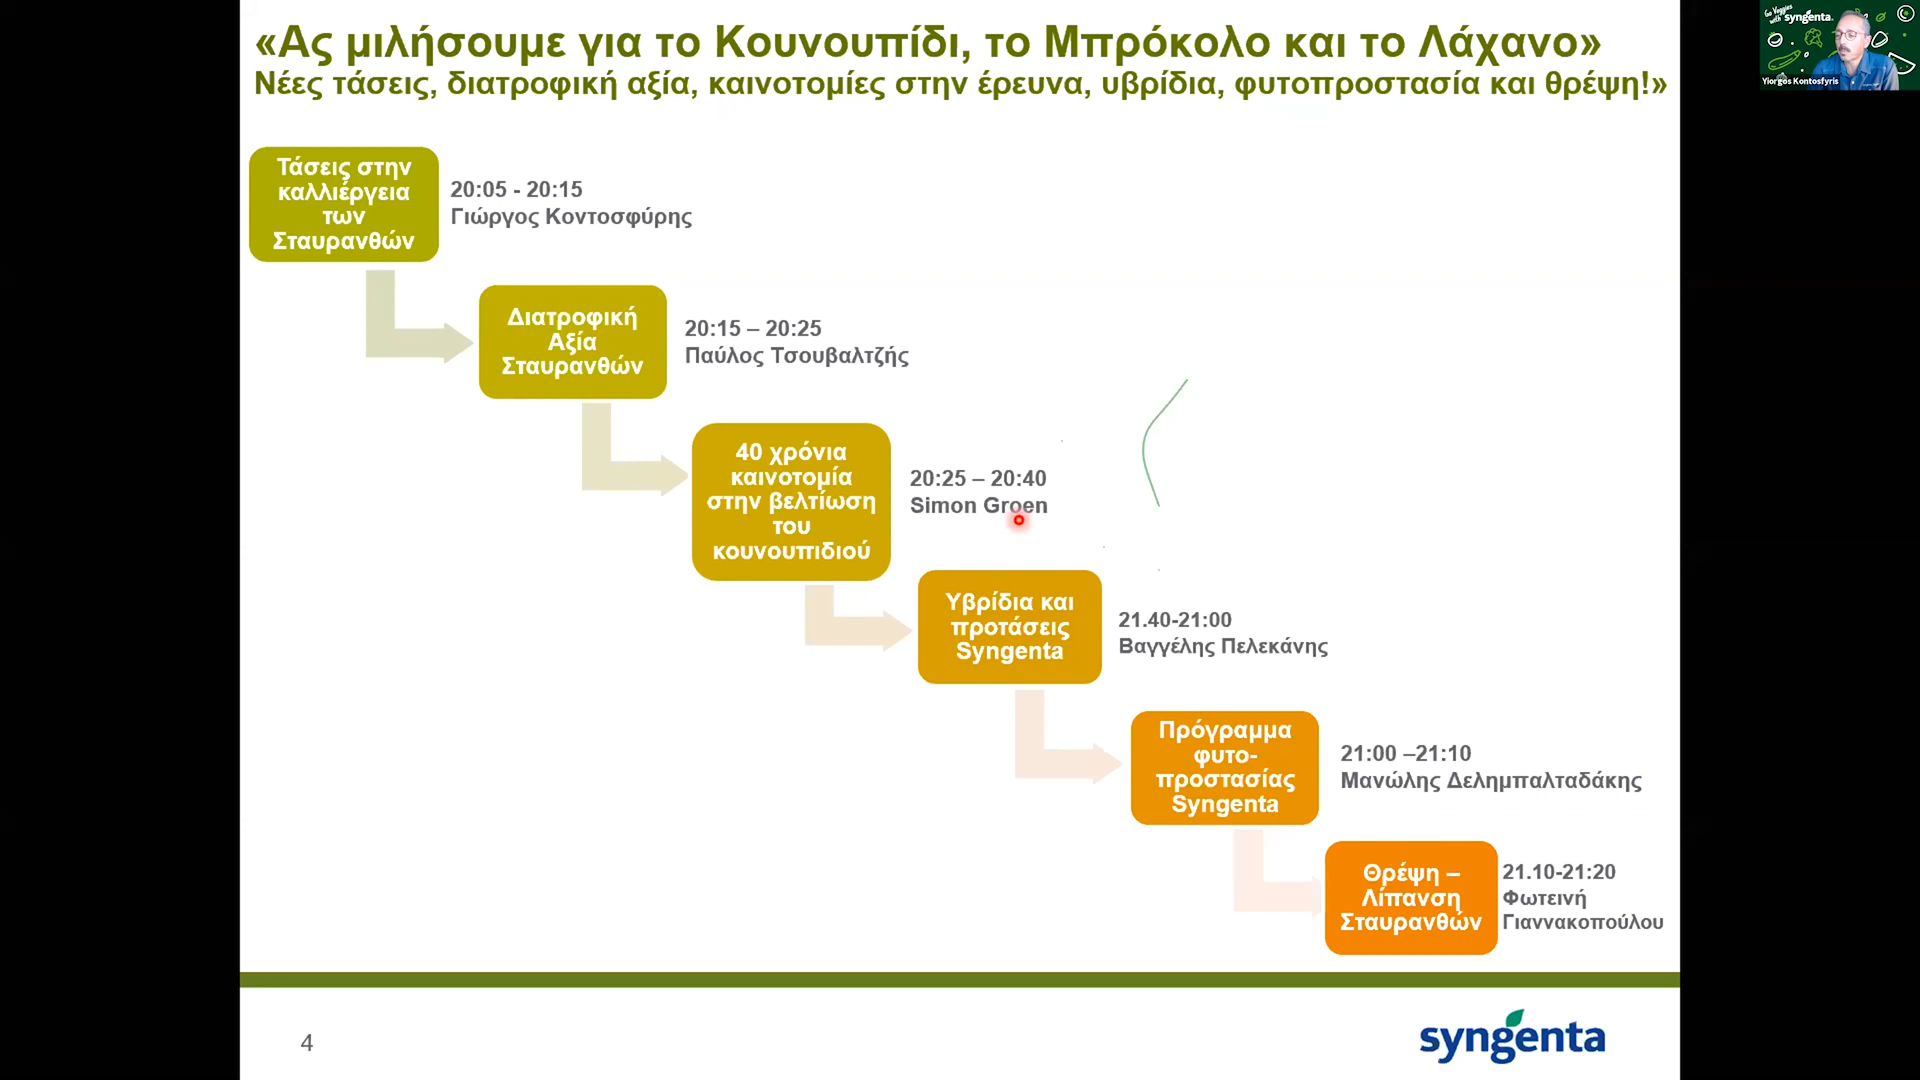 «Ας μιλήσουμε για το Κουνουπίδι, το Μπρόκολο και το Λάχανο»
Νέες τάσεις, διατροφική αξία, καινοτομίες στην έρευνα, υβρίδια, φυτοπροστασία και θρέψη!»
Τάσεις στην
καλλιέργεια
των
Σταυρανθών
20:05 - 20:15
Γιώργος Κοντοσφύρης
Διατροφική
Αξία
Σταυρανθών
20:15 – 20:25
Παύλος Τσουβαλτζής
40 χρόνια
καινοτομία
στην βελτίωση
του
κουνουπιδιού
20:25 – 20:40
Simon Groen
Υβρίδια και
προτάσεις
Syngenta
21.40-21:00
Βαγγέλης Πελεκάνης
Πρόγραμμα
φυτο-
προστασίας
Syngenta
21:00 –21:10
Μανώλης Δελημπαλταδάκης
Θρέψη –
Λίπανση
Σταυρανθών
21.10-21:20
Φωτεινή
Γιαννακοπούλου
4
syngenta
Go Veggies
with syngenta
Yiorgos Kontosfyris